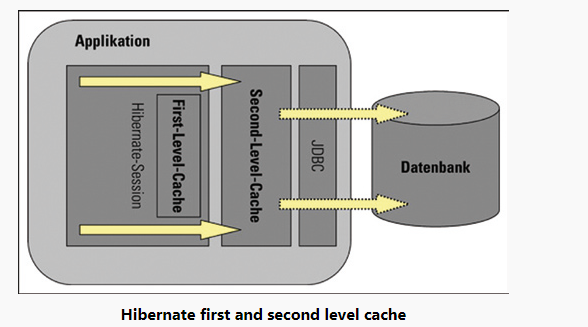 Applikation
Hibernate-Session
First-Level-Cache
Second-Level-Cache
JDBC
Datenbank
Hibernate first and second level cache